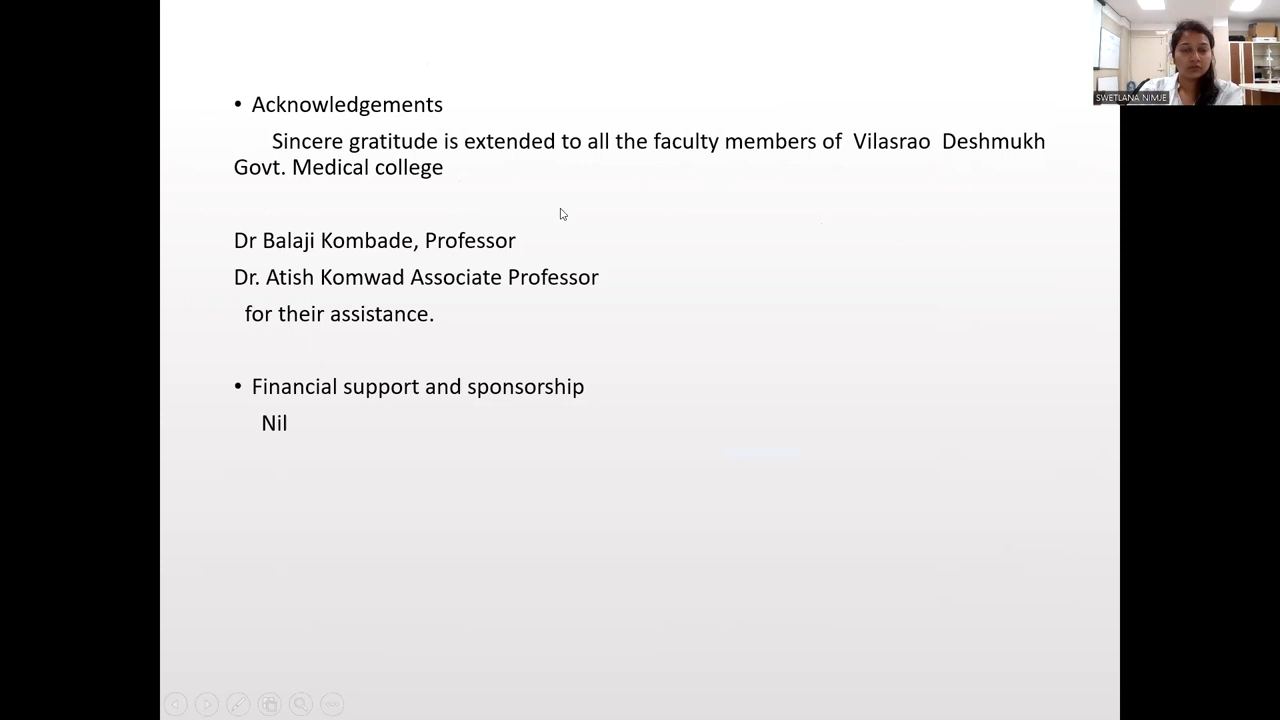 • Acknowledgements
Sincere gratitude is extended to all the faculty members of Vilasrao Deshmukh
Govt. Medical college
Dr Balaji Kombade, Professor
Dr. Atish Komwad Associate Professor
for their assistance.
• Financial support and sponsorship
Nil
SWETLANA NIMJE